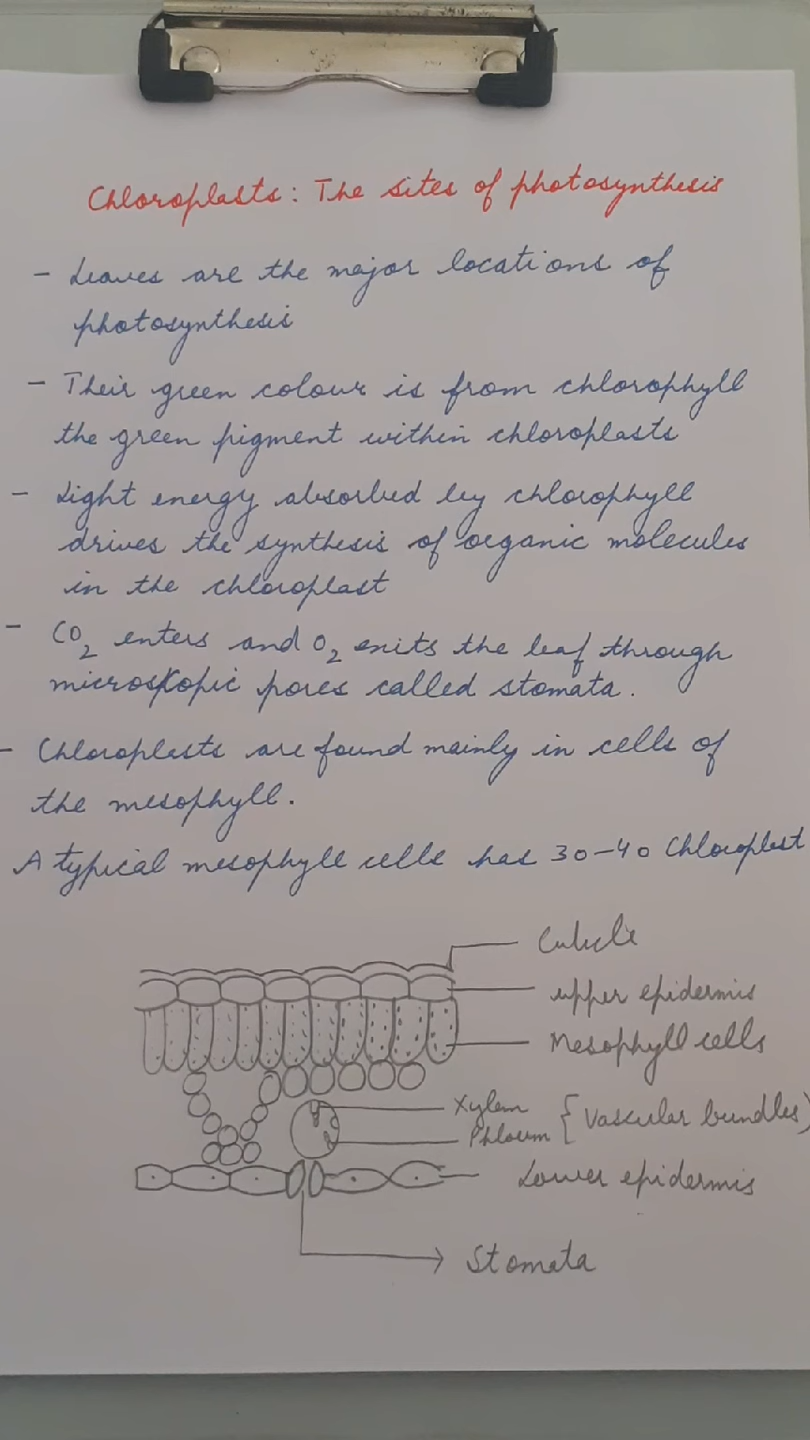 Chloroplasts: The sites of photosynthesis
- Leaves are the major locations of
photosynthesis
- Their green colour is from chlorophyll
the green pigment within chloroplasts
- Light energy absorbed by chlorophyll
drives the synthesis of organic molecules
in the chloroplast
- CO2 enters and O2 exits the leaf through
microskopic pores called stomata.
- Chloroplasts are found mainly in cells of
the mesophyll.
A typical mesophyll cells has 30-40 Chloroplast
Cuticle
upper epidermis
Mesophyll cells
Xylem { Vascular bundles }
Phloem
Lower epidermis
Stomata